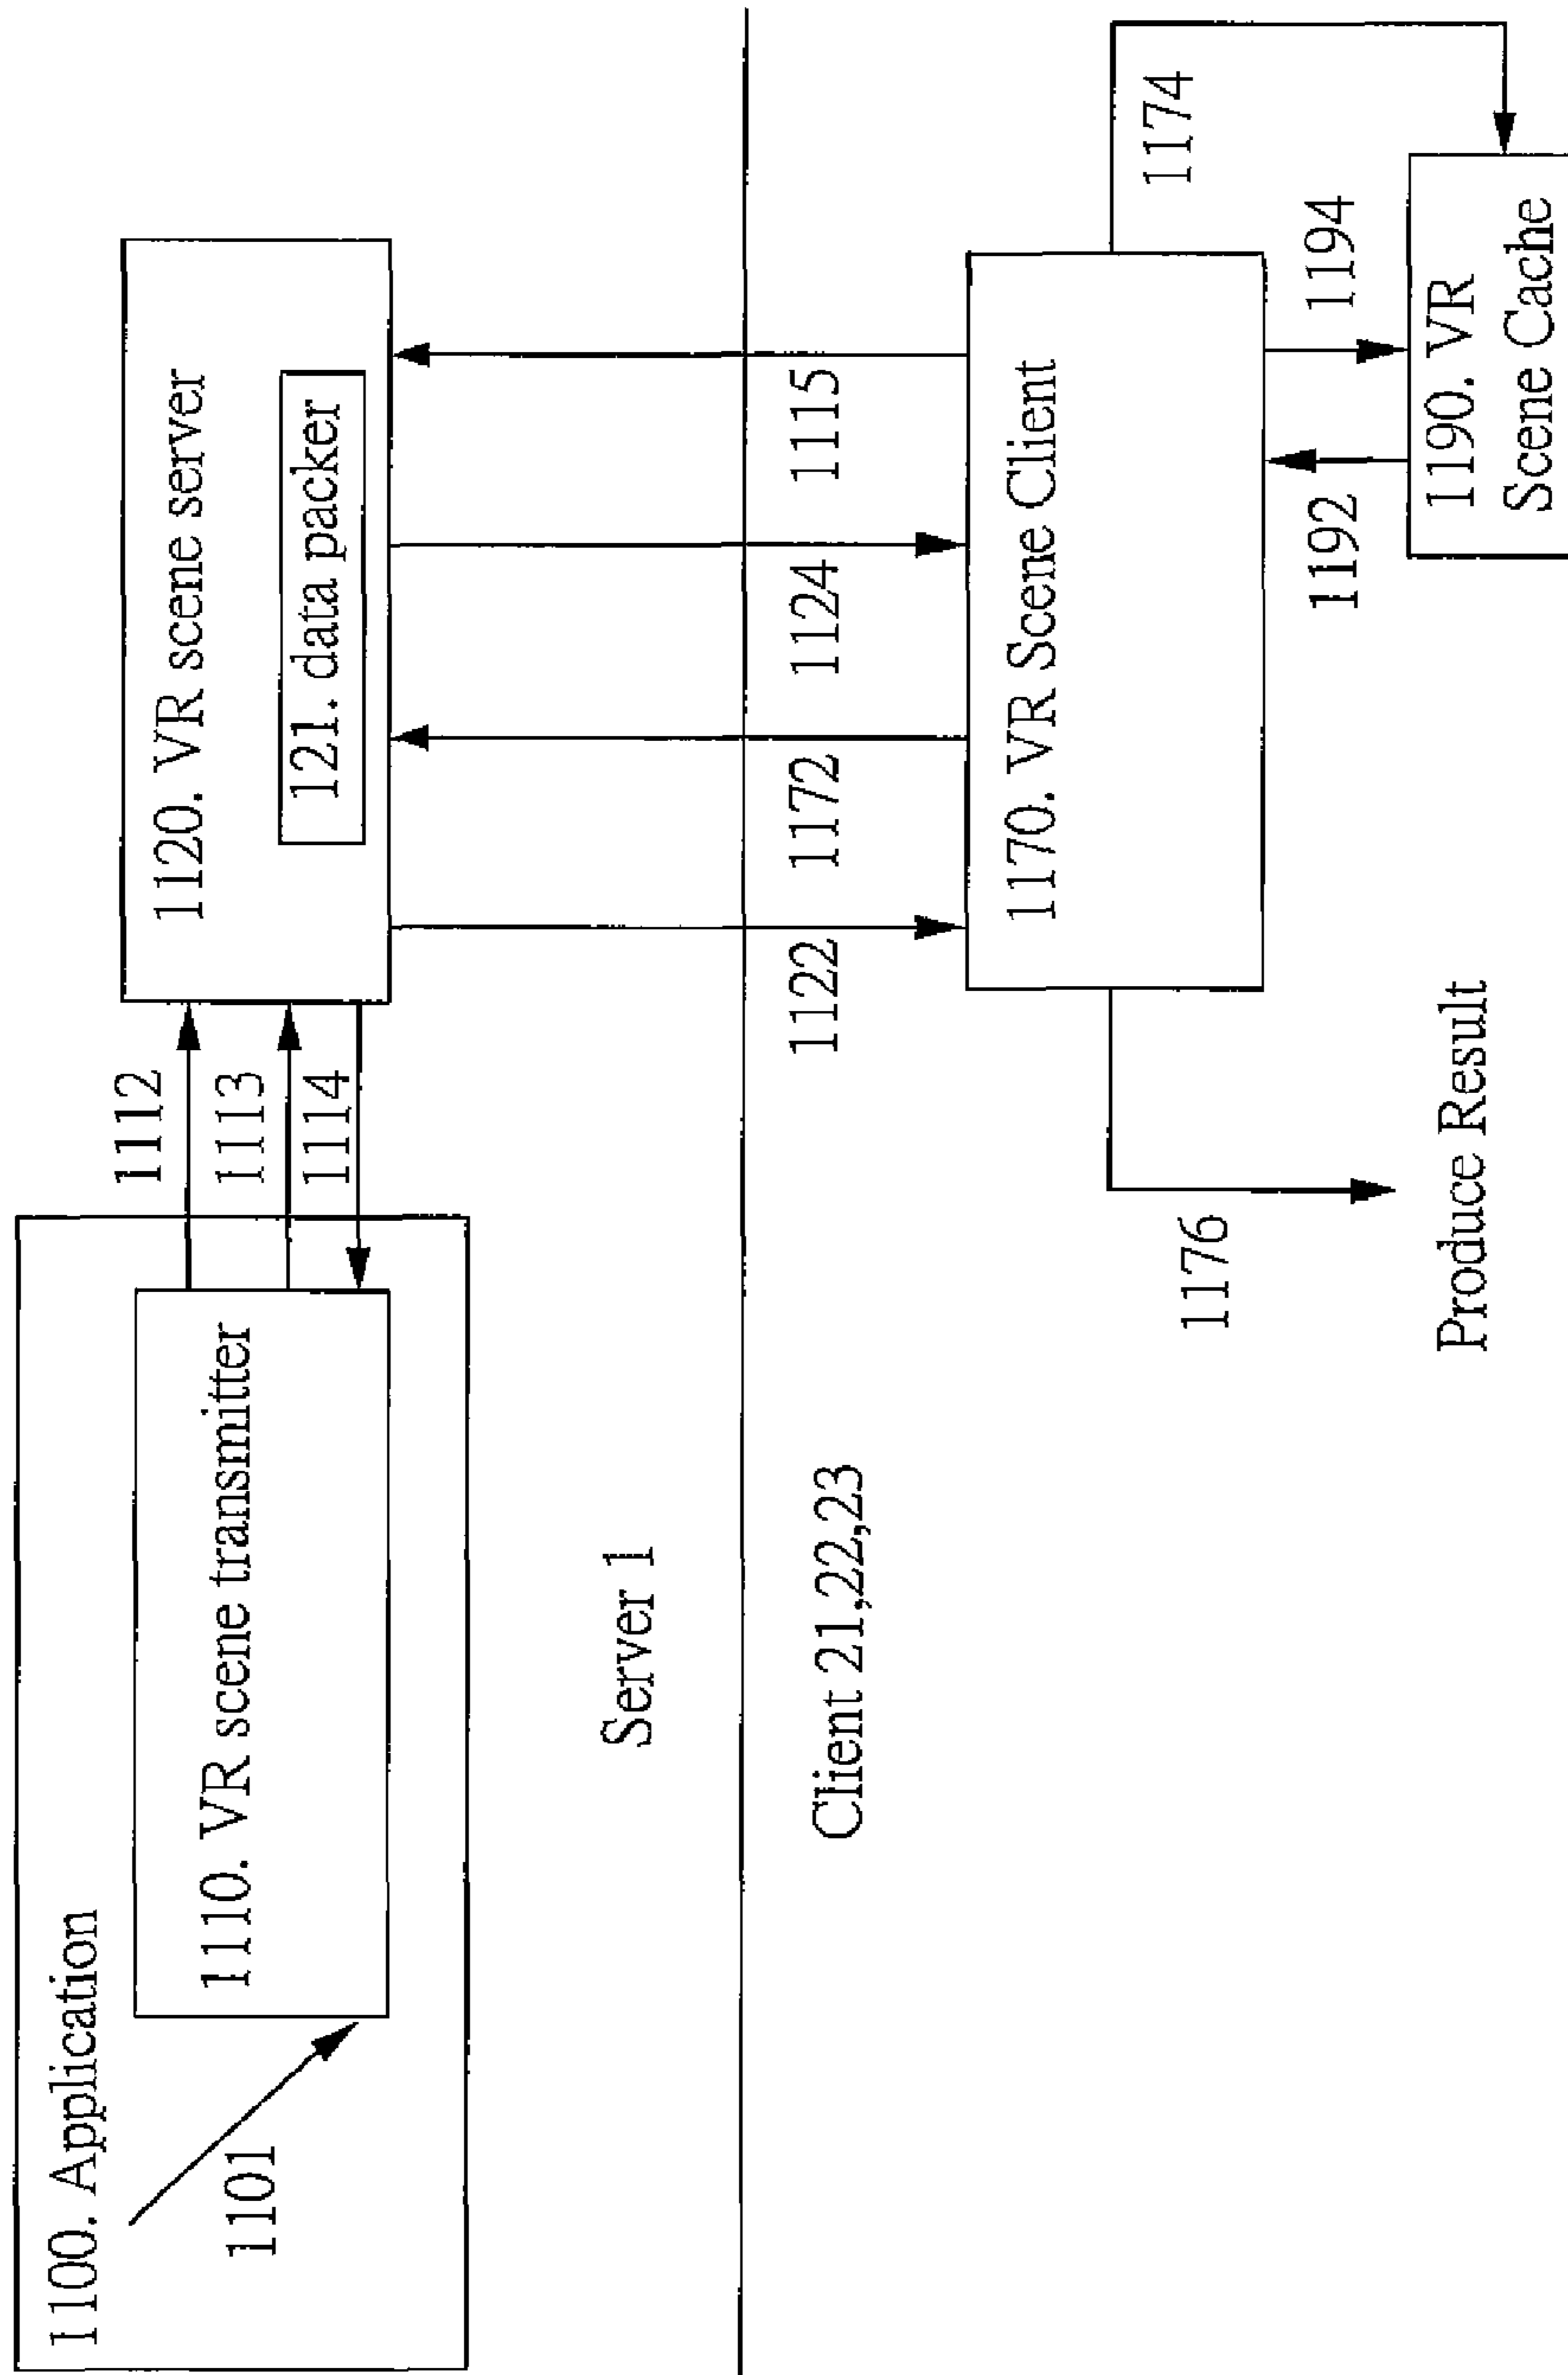 1100. Application
1101
1110. VR scene transmitter
1112
1113
1114
1120. VR scene server
121. data packer
Server 1
Client 21,22,23
1122
1172
1124
1115
1170. VR Scene Client
1174
1176
Produce Result
1192
1194
1190. VR
Scene Cache